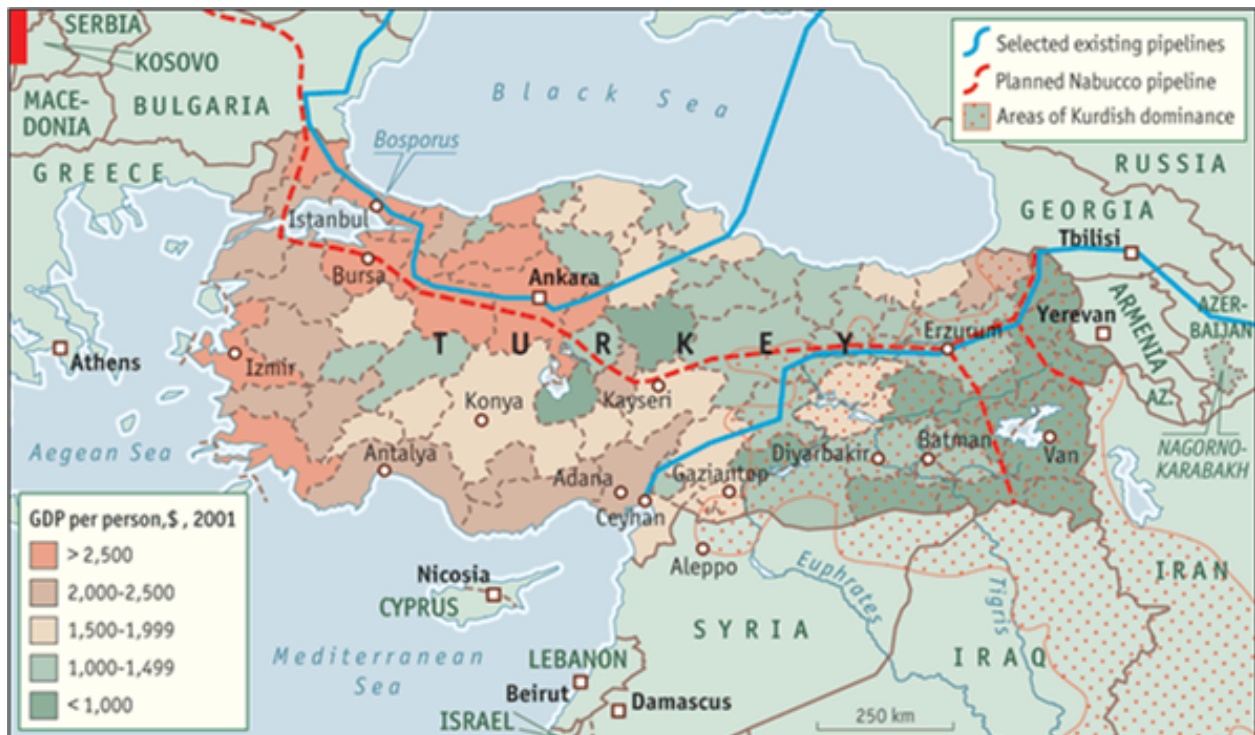 SERBIA
KOSOVO
MACE-
DONIA
BULGARIA
GREECE
Black Sea
Bosporus
Selected existing pipelines
Planned Nabucco pipeline
Areas of Kurdish dominance
RUSSIA
GEORGIA
Tbilisi
Istanbul
Bursa
Ankara
Erzurum
Yerevan
ARMENIA
AZER-
BAIJAN
AZ.
NAGORNO-
KARABAKH
TURKEY
Athens
Izmir
Konya
Kayseri
Aegean Sea
Antalya
Adana
Gaziantep
Diyarbakir
Batman
Van
Ceyhan
Aleppo
GDP per person,$ , 2001
>2,500
2,000-2,500
1,500-1,999
1,000-1,499
<1,000
Nicosia
CYPRUS
Euphrates
Tigris
IRAN
SYRIA
IRAQ
Mediterranean
Sea
LEBANON
Beirut
Damascus
ISRAEL
250 km